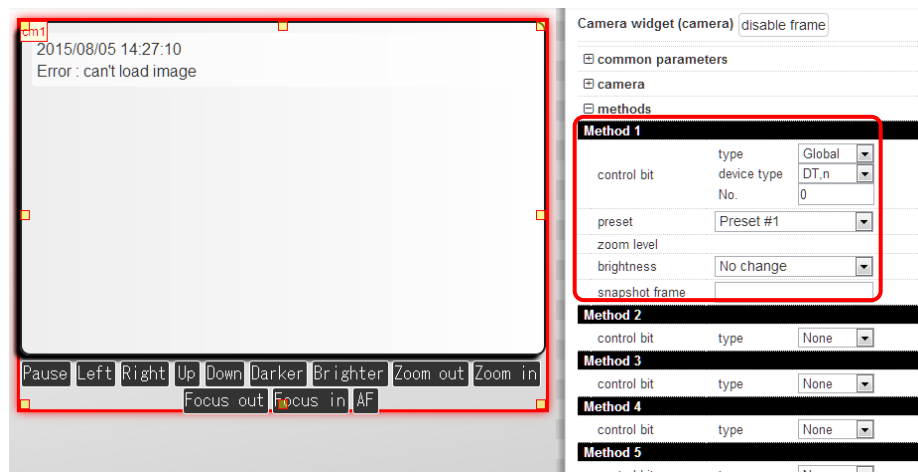 cm1
2015/08/05 14:27:10
Error : can't load image
Pause Left Right Up Down Darker Brighter Zoom out Zoom in
Focus out Focus in AF
Camera widget (camera) disable frame
common parameters
camera
methods
Method 1
control bit
type Global
device type DT,n
No. 0
preset Preset #1
zoom level
brightness No change
snapshot frame
Method 2
control bit type None
Method 3
control bit type None
Method 4
control bit type None
Method 5